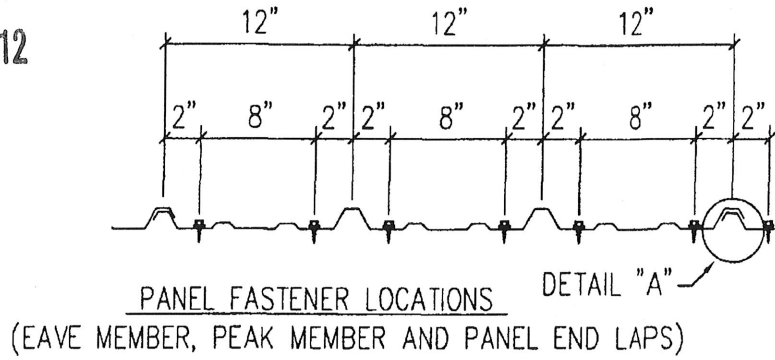 12
12" 12" 12"
2" 8" 2" 2" 8" 2" 2" 8" 2" 2"
DETAIL "A"
PANEL FASTENER LOCATIONS
(EAVE MEMBER, PEAK MEMBER AND PANEL END LAPS)